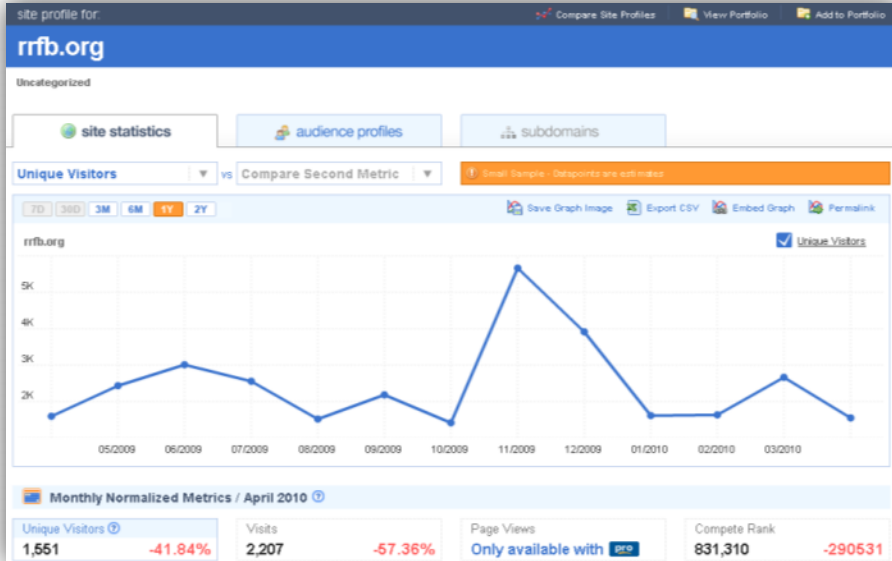 site profile for:
Compare Site Profiles View Portfolio Add to Portfolio
rrfb.org
Uncategorized
site statistics audience profiles subdomains
Unique Visitors vs Compare Second Metric Small Sample - Datapoints are estimates
7D 30D 3M 6M 1Y 2Y Save Graph Image Export CSV Embed Graph Permalink
rrfb.org Unique Visitors
5K
4K
3K
2K
05/2009 06/2009 07/2009 08/2009 09/2009 10/2009 11/2009 12/2009 01/2010 02/2010 03/2010
Monthly Normalized Metrics / April 2010 ?
Unique Visitors ? Visits Page Views Compete Rank
1,551 -41.84% 2,207 -57.36% Only available with pro 831,310 -290531